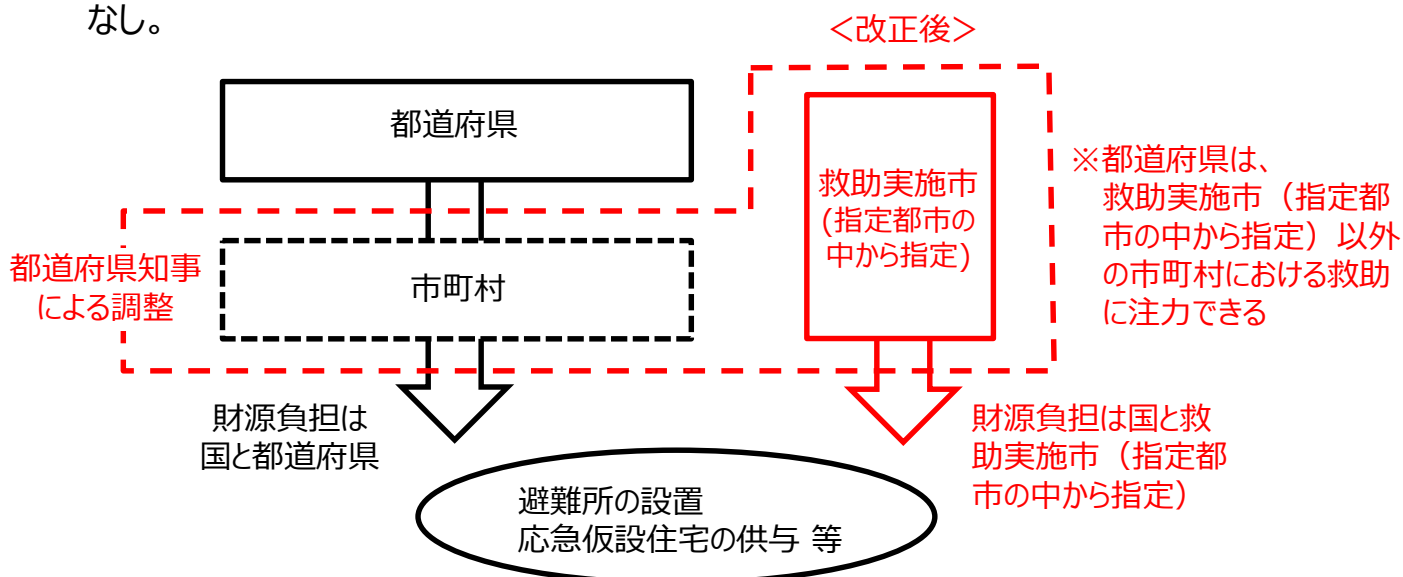 なし。
＜改正後＞
都道府県
救助実施市
(指定都市の
中から指定)
※都道府県は、
救助実施市（指定都
市の中から指定）以外
の市町村における救助
に注力できる
都道府県知事
による調整
市町村
財源負担は
国と都道府県
財源負担は国と救
助実施市（指定都
市の中から指定）
避難所の設置
応急仮設住宅の供与 等